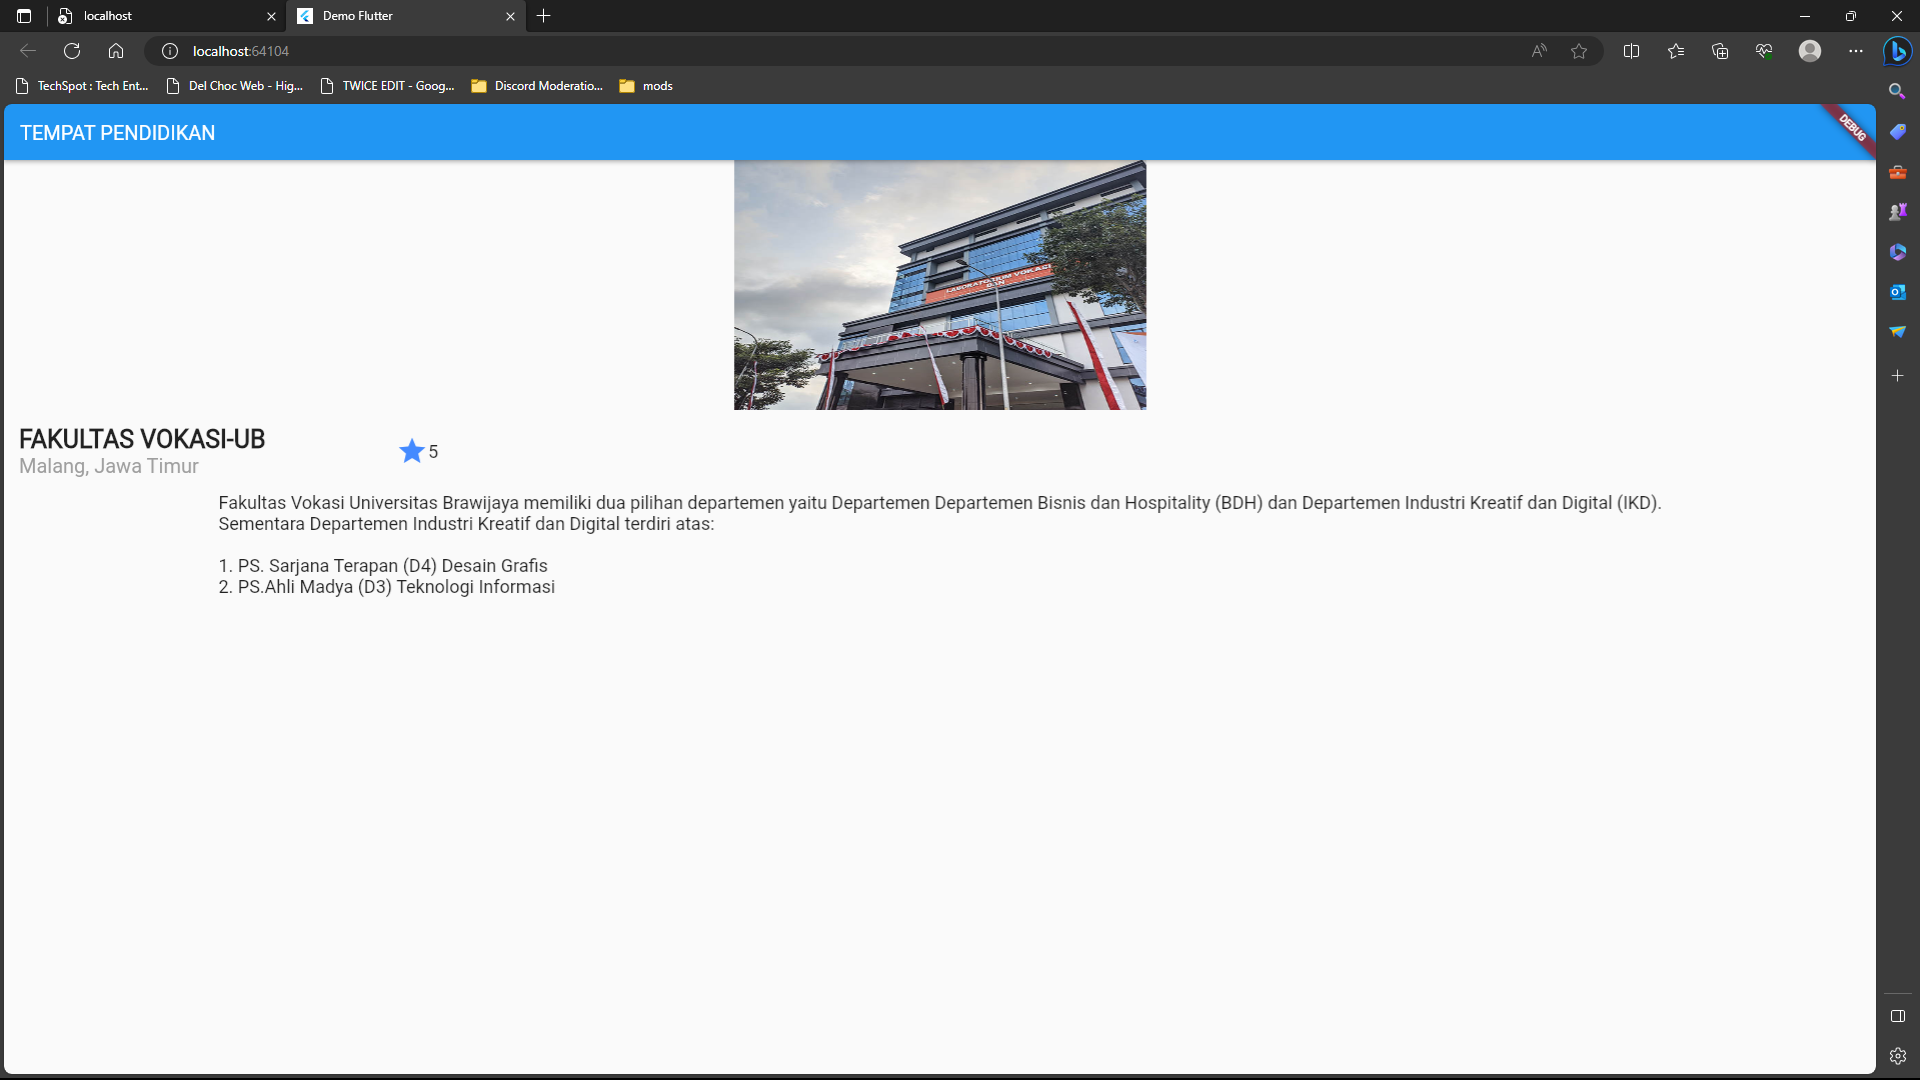 localhost
Demo Flutter
localhost:64104
TechSpot : Tech Ent...
Del Choc Web - Hig...
TWICE EDIT - Goog...
Discord Moderatio...
mods
TEMPAT PENDIDIKAN
DEBUG
LABORATORIUM VOKASI
FAKULTAS VOKASI-UB
5
Malang, Jawa Timur
Fakultas Vokasi Universitas Brawijaya memiliki dua pilihan departemen yaitu Departemen Departemen Bisnis dan Hospitality (BDH) dan Departemen Industri Kreatif dan Digital (IKD).
Sementara Departemen Industri Kreatif dan Digital terdiri atas:
1. PS. Sarjana Terapan (D4) Desain Grafis
2. PS.Ahli Madya (D3) Teknologi Informasi